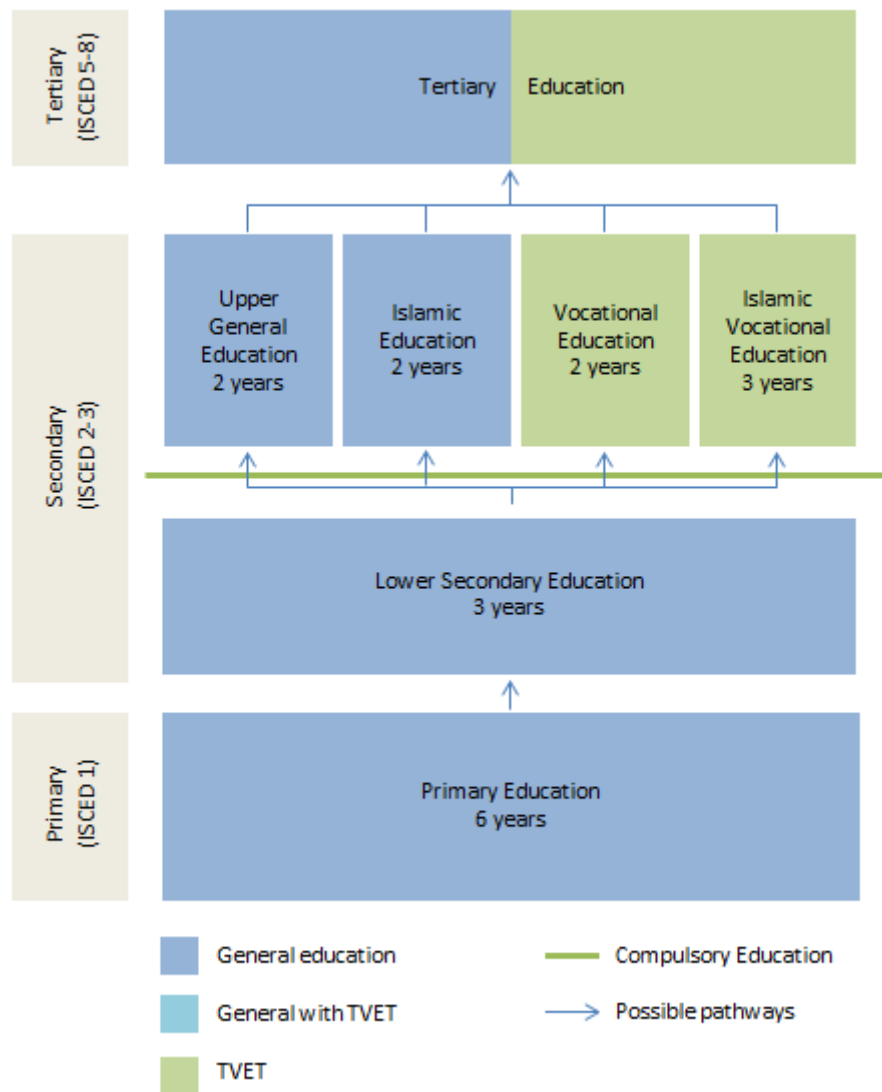 Tertiary
(ISCED 5-8)
Tertiary Education
Secondary
(ISCED 2-3)
Upper
General
Education
2 years
Islamic
Education
2 years
Vocational
Education
2 years
Islamic
Vocational
Education
3 years
Lower Secondary Education
3 years
Primary
(ISCED 1)
Primary Education
6 years
General education
Compulsory Education
General with TVET
Possible pathways
TVET